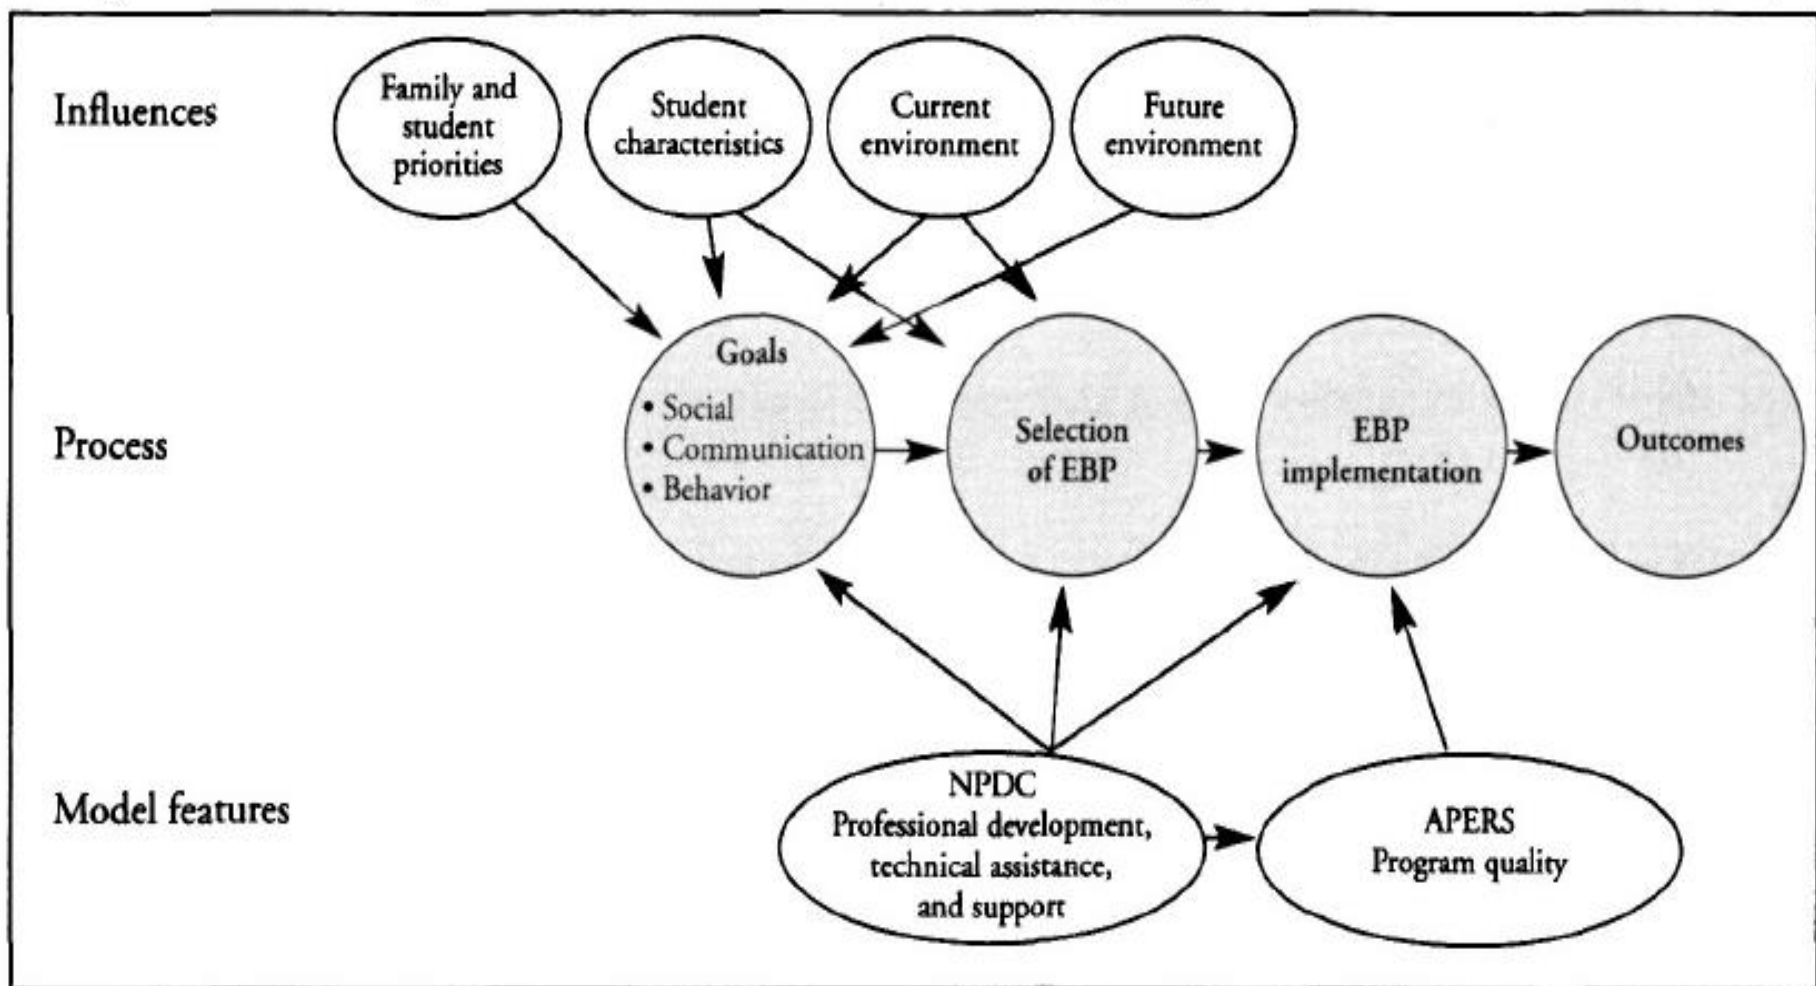 Influences
Family and
student
priorities
Student
characteristics
Current
environment
Future
environment
Process
Goals
• Social
• Communication
• Behavior
Selection
of EBP
EBP
implementation
Outcomes
Model features
NPDC
Professional development,
technical assistance,
and support
APERS
Program quality